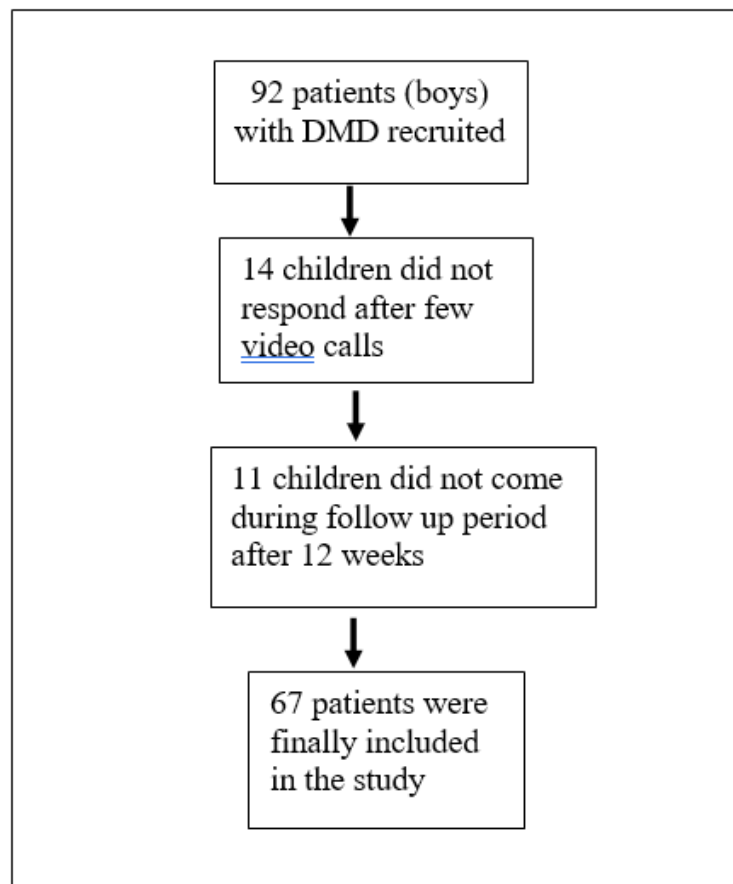 92 patients (boys)
with DMD recruited
14 children did not
respond after few
video calls
11 children did not come
during follow up period
after 12 weeks
67 patients were
finally included
in the study